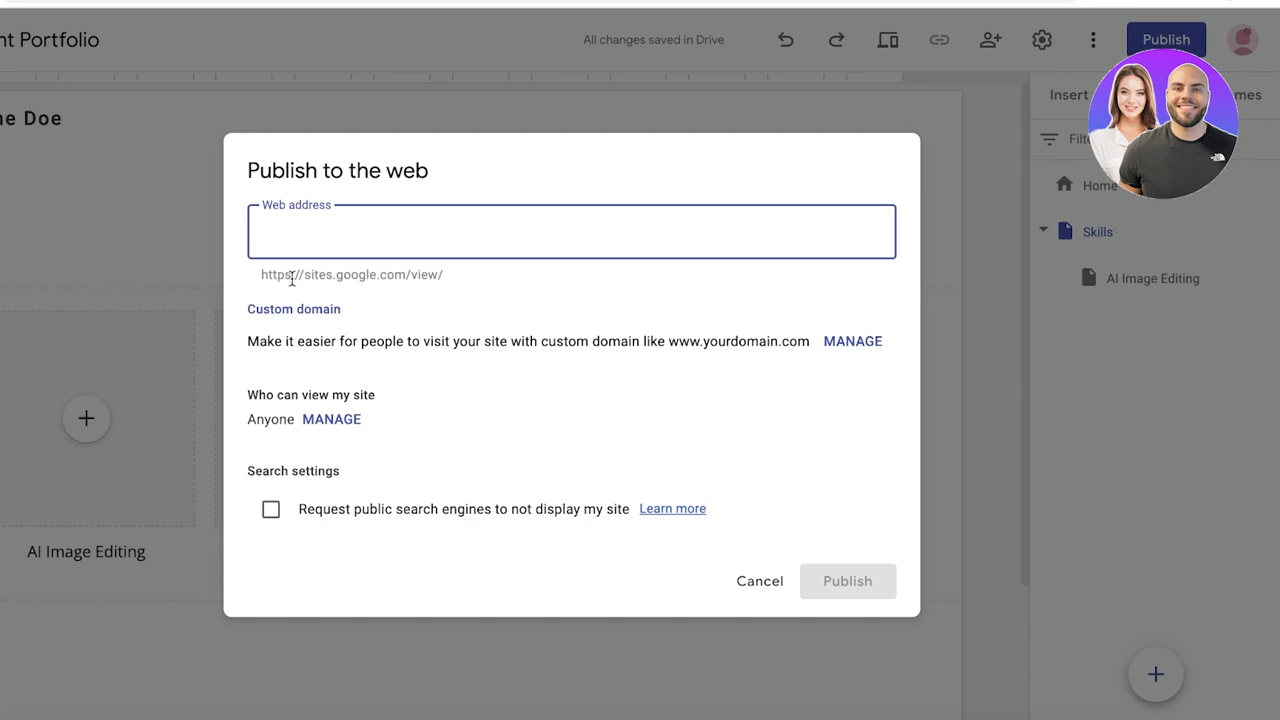 nt Portfolio
All changes saved in Drive
Publish
ne Doe
Insert
mes
Publish to the web
Web address
https://sites.google.com/view/
Home
Skills
AI Image Editing
Custom domain
Make it easier for people to visit your site with custom domain like www.yourdomain.com MANAGE
Who can view my site
Anyone MANAGE
Search settings
Request public search engines to not display my site Learn more
AI Image Editing
Cancel
Publish